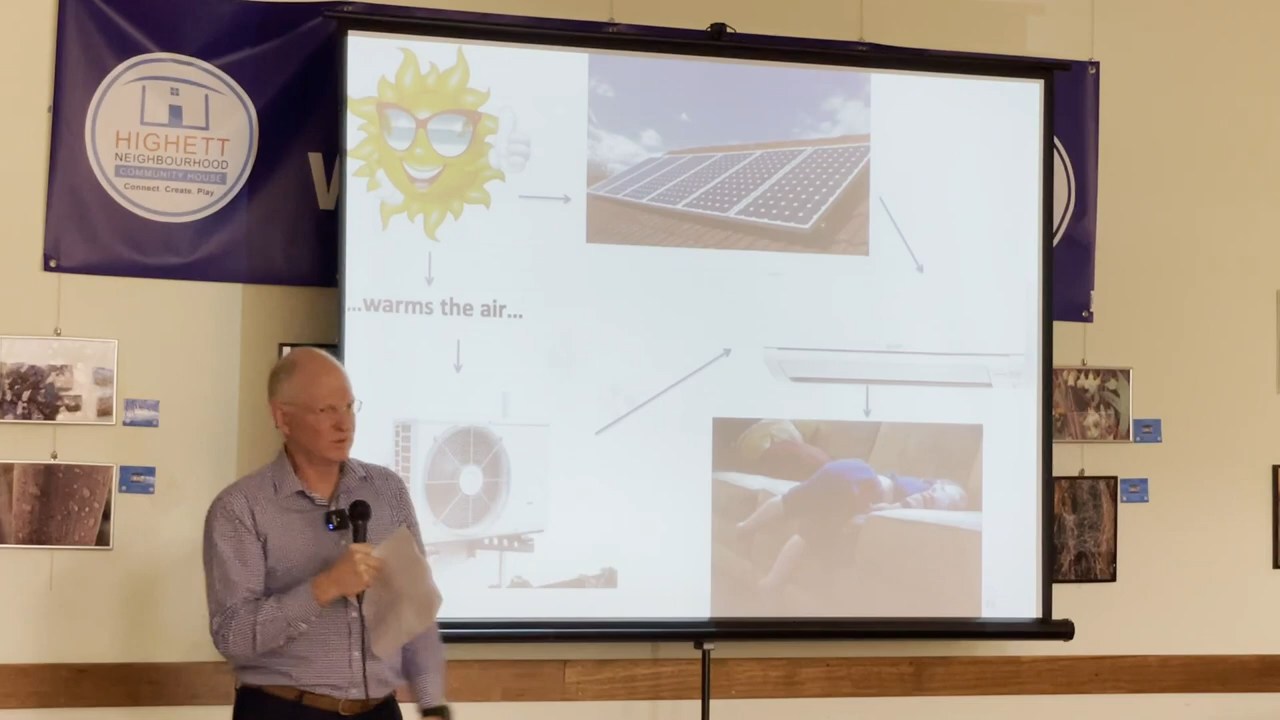 HIGHETT
NEIGHBOURHOOD
COMMUNITY HOUSE
Connect. Create. Play
W
...warms the air...